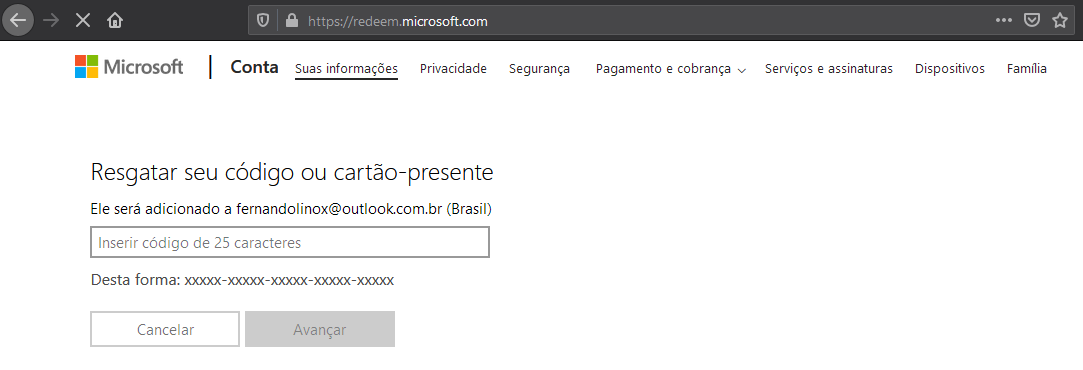 https://redeem.microsoft.com
Microsoft Conta Suas informações Privacidade Segurança Pagamento e cobrança Serviços e assinaturas Dispositivos Família
Resgatar seu código ou cartão-presente
Ele será adicionado a fernandolinox@outlook.com.br (Brasil)
Inserir código de 25 caracteres
Desta forma: xxxxx-xxxxx-xxxxx-xxxxx-xxxxx
Cancelar Avançar